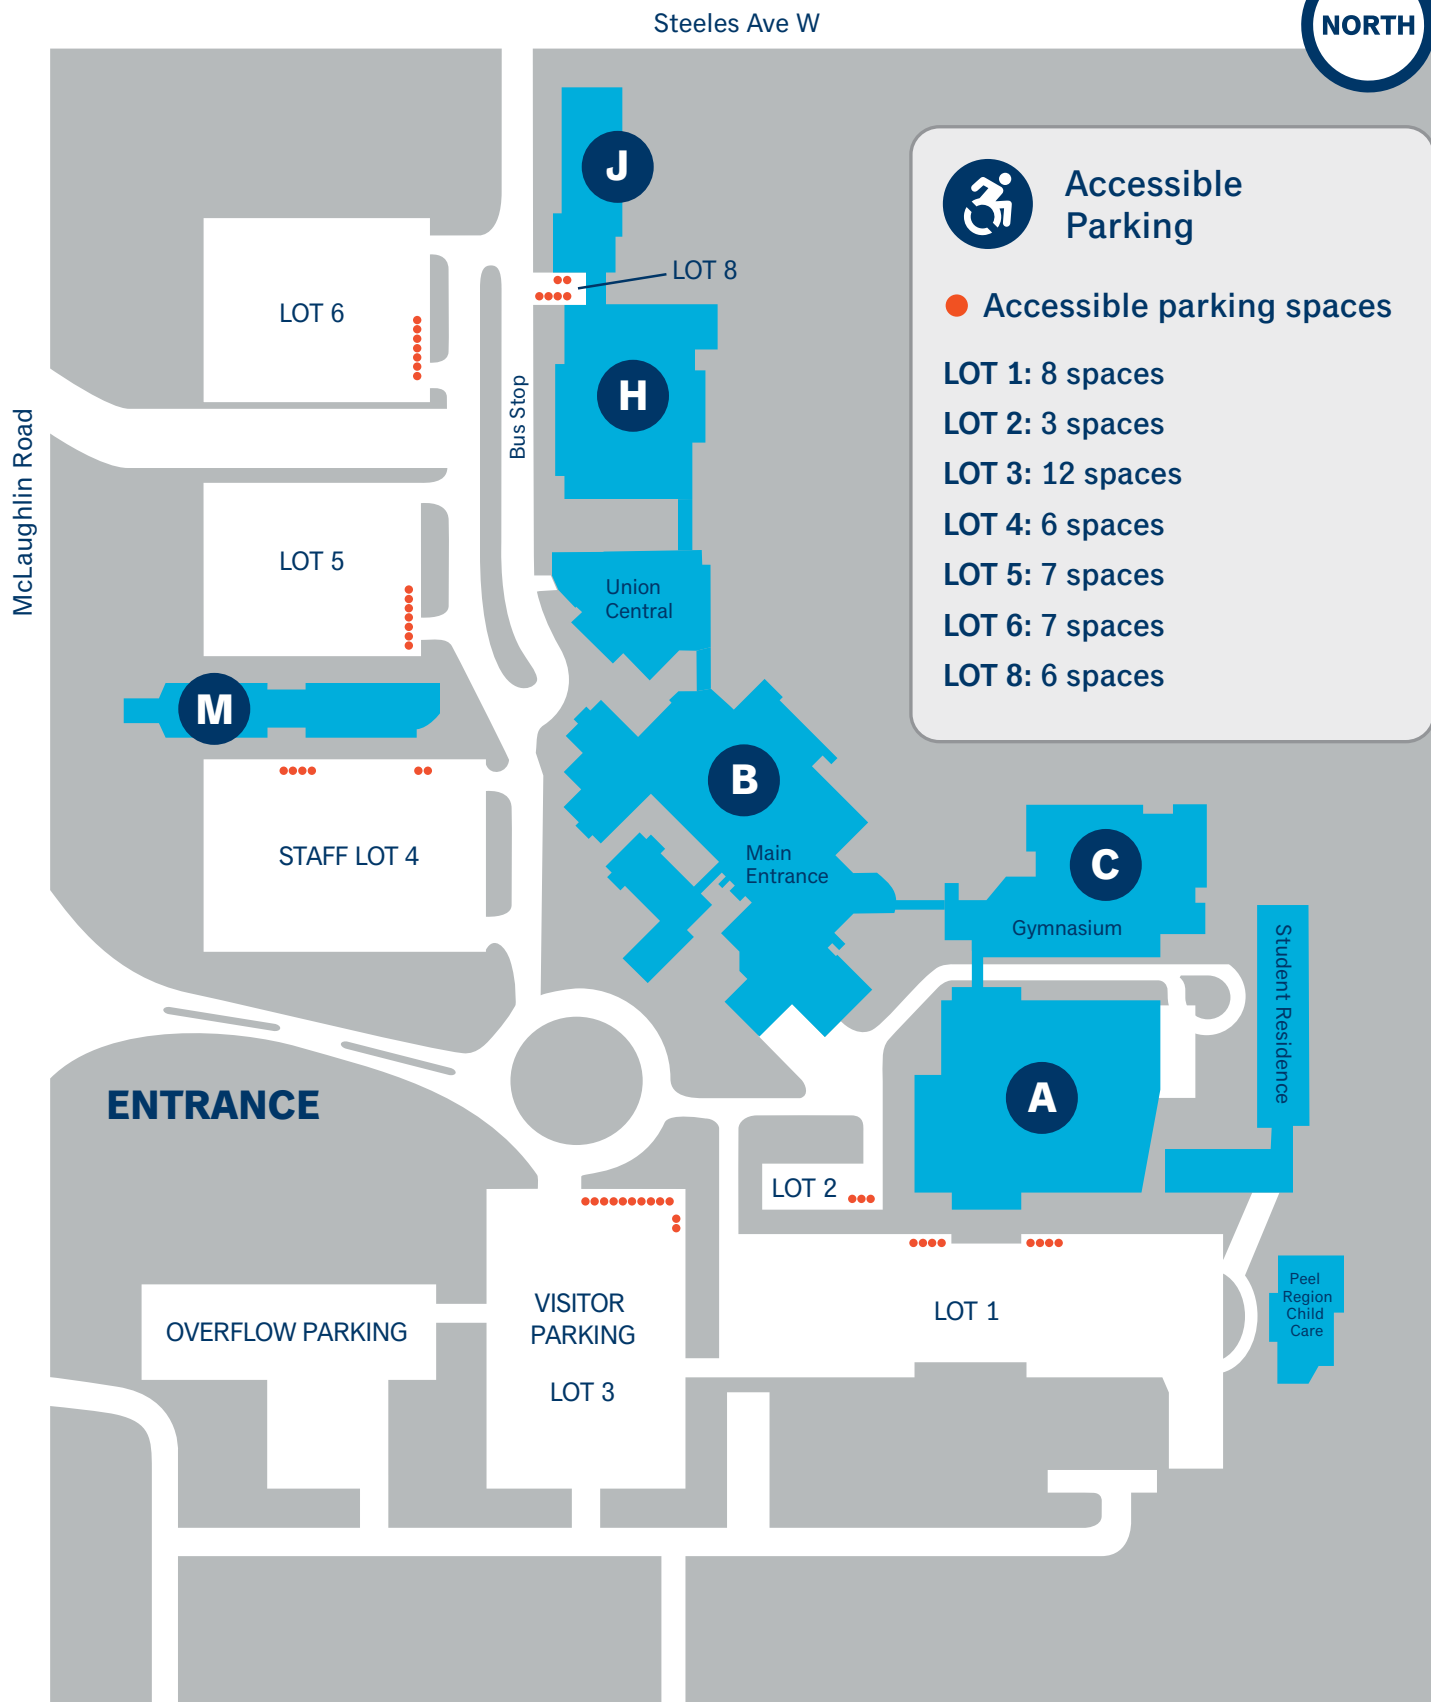 Steeles Ave W
NORTH
J
Accessible
Parking
LOT 8
Accessible parking spaces
LOT 6
LOT 1: 8 spaces
H
Bus Stop
LOT 2: 3 spaces
McLaughlin Road
LOT 3: 12 spaces
LOT 4: 6 spaces
LOT 5
LOT 5: 7 spaces
Union
Central
LOT 6: 7 spaces
LOT 8: 6 spaces
M
B
STAFF LOT 4
Main
Entrance
C
Gymnasium
Student Residence
ENTRANCE
A
LOT 2
VISITOR
PARKING
LOT 3
OVERFLOW PARKING
LOT 1
Peel
Region
Child
Care